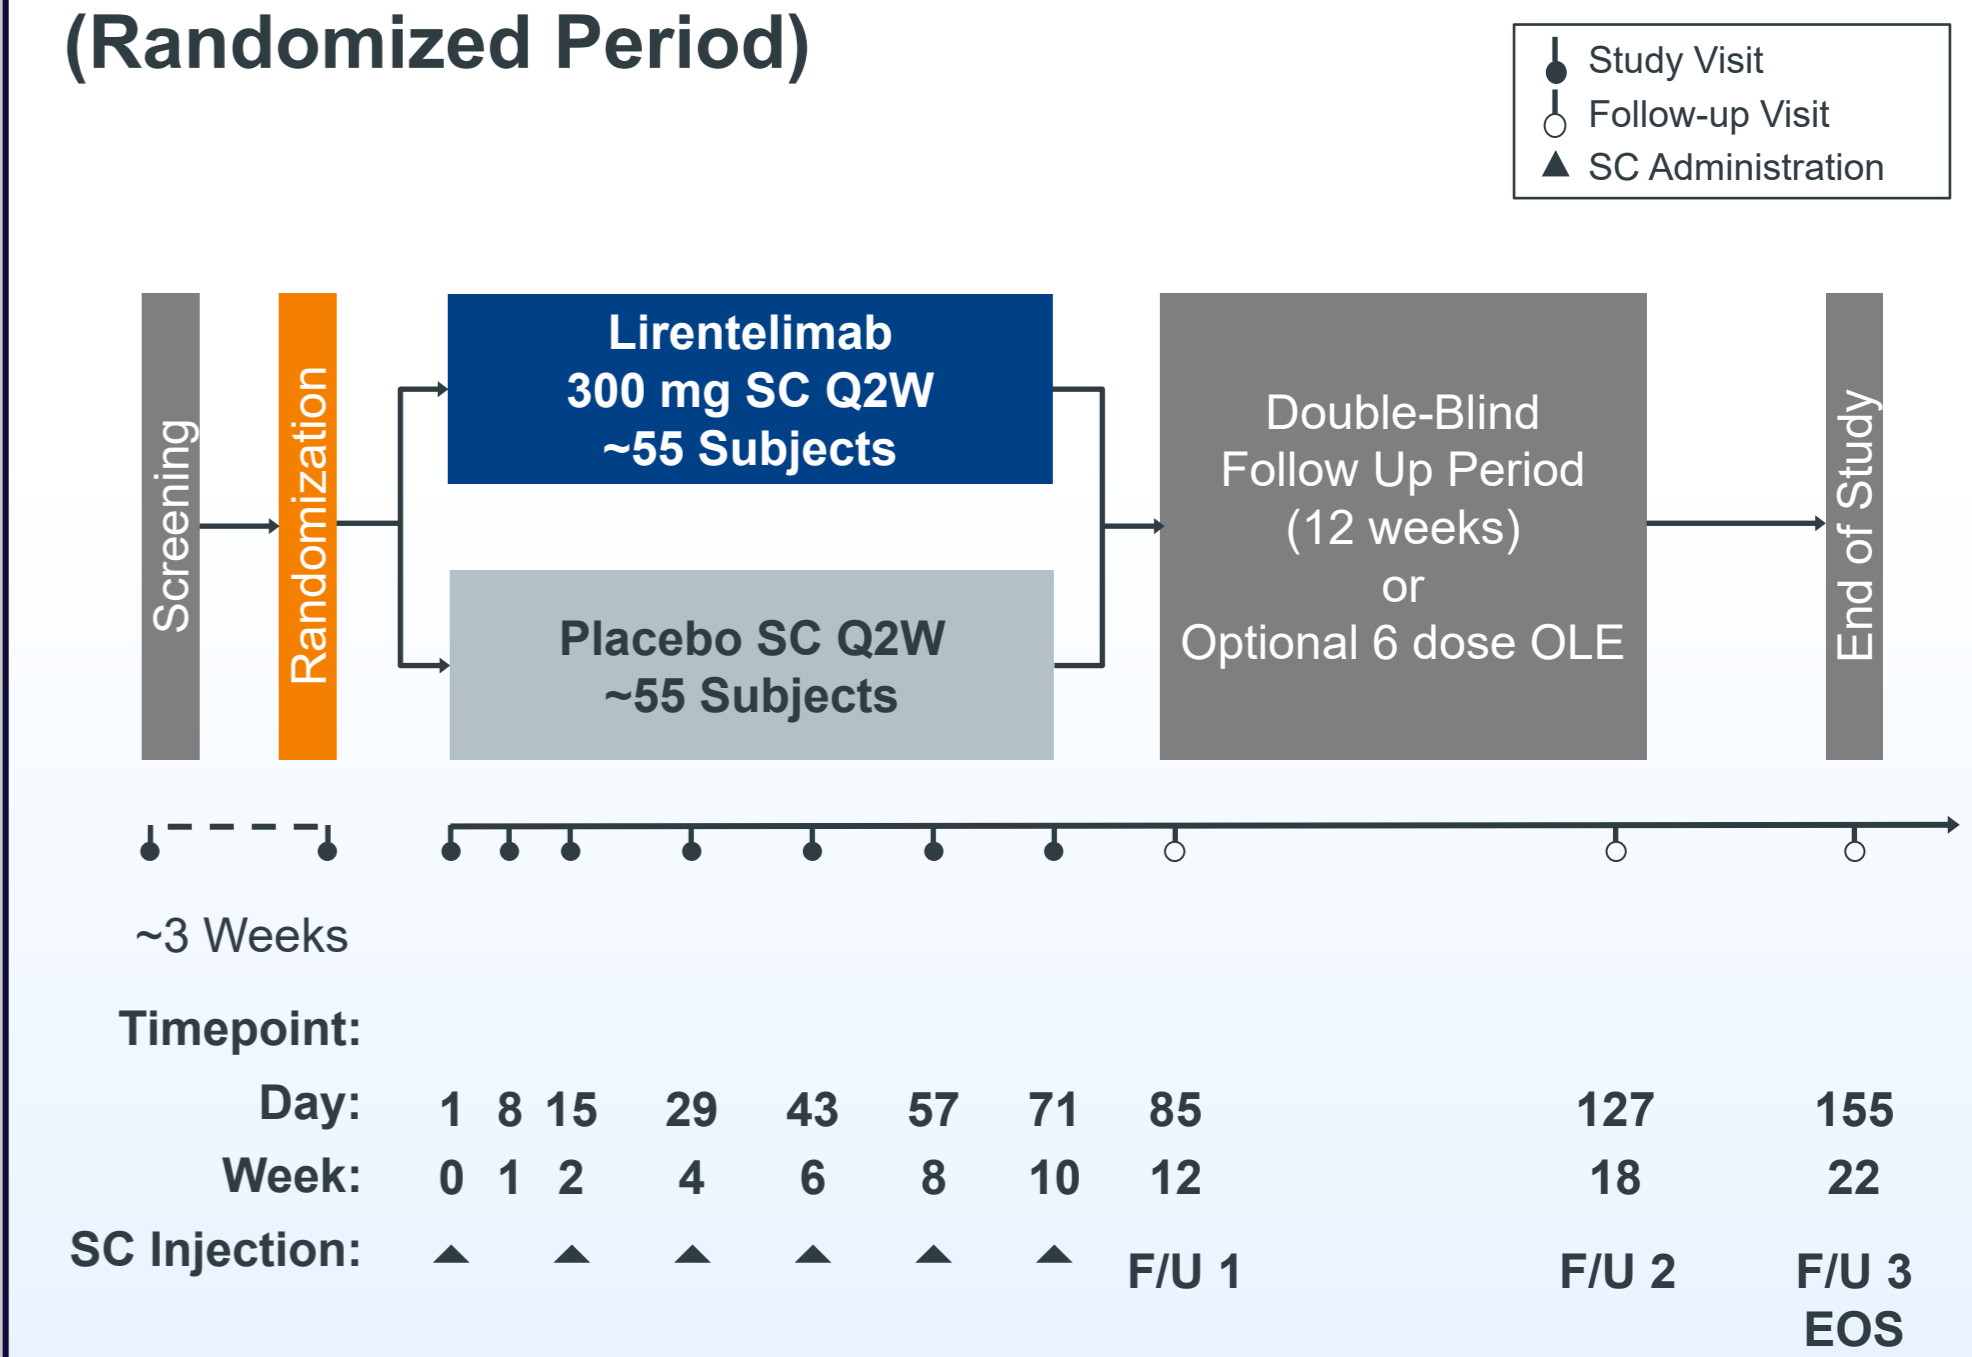 (Randomized Period)
Study Visit
Follow-up Visit
SC Administration
Screening
Randomization
Lirentelimab
300 mg SC Q2W
~55 Subjects
Placebo SC Q2W
~55 Subjects
Double-Blind
Follow Up Period
(12 weeks)
or
Optional 6 dose OLE
End of Study
~3 Weeks
Timepoint:
Day: 1 8 15 29 43 57 71 85 127 155
Week: 0 1 2 4 6 8 10 12 18 22
SC Injection: F/U 1 F/U 2 F/U 3
EOS